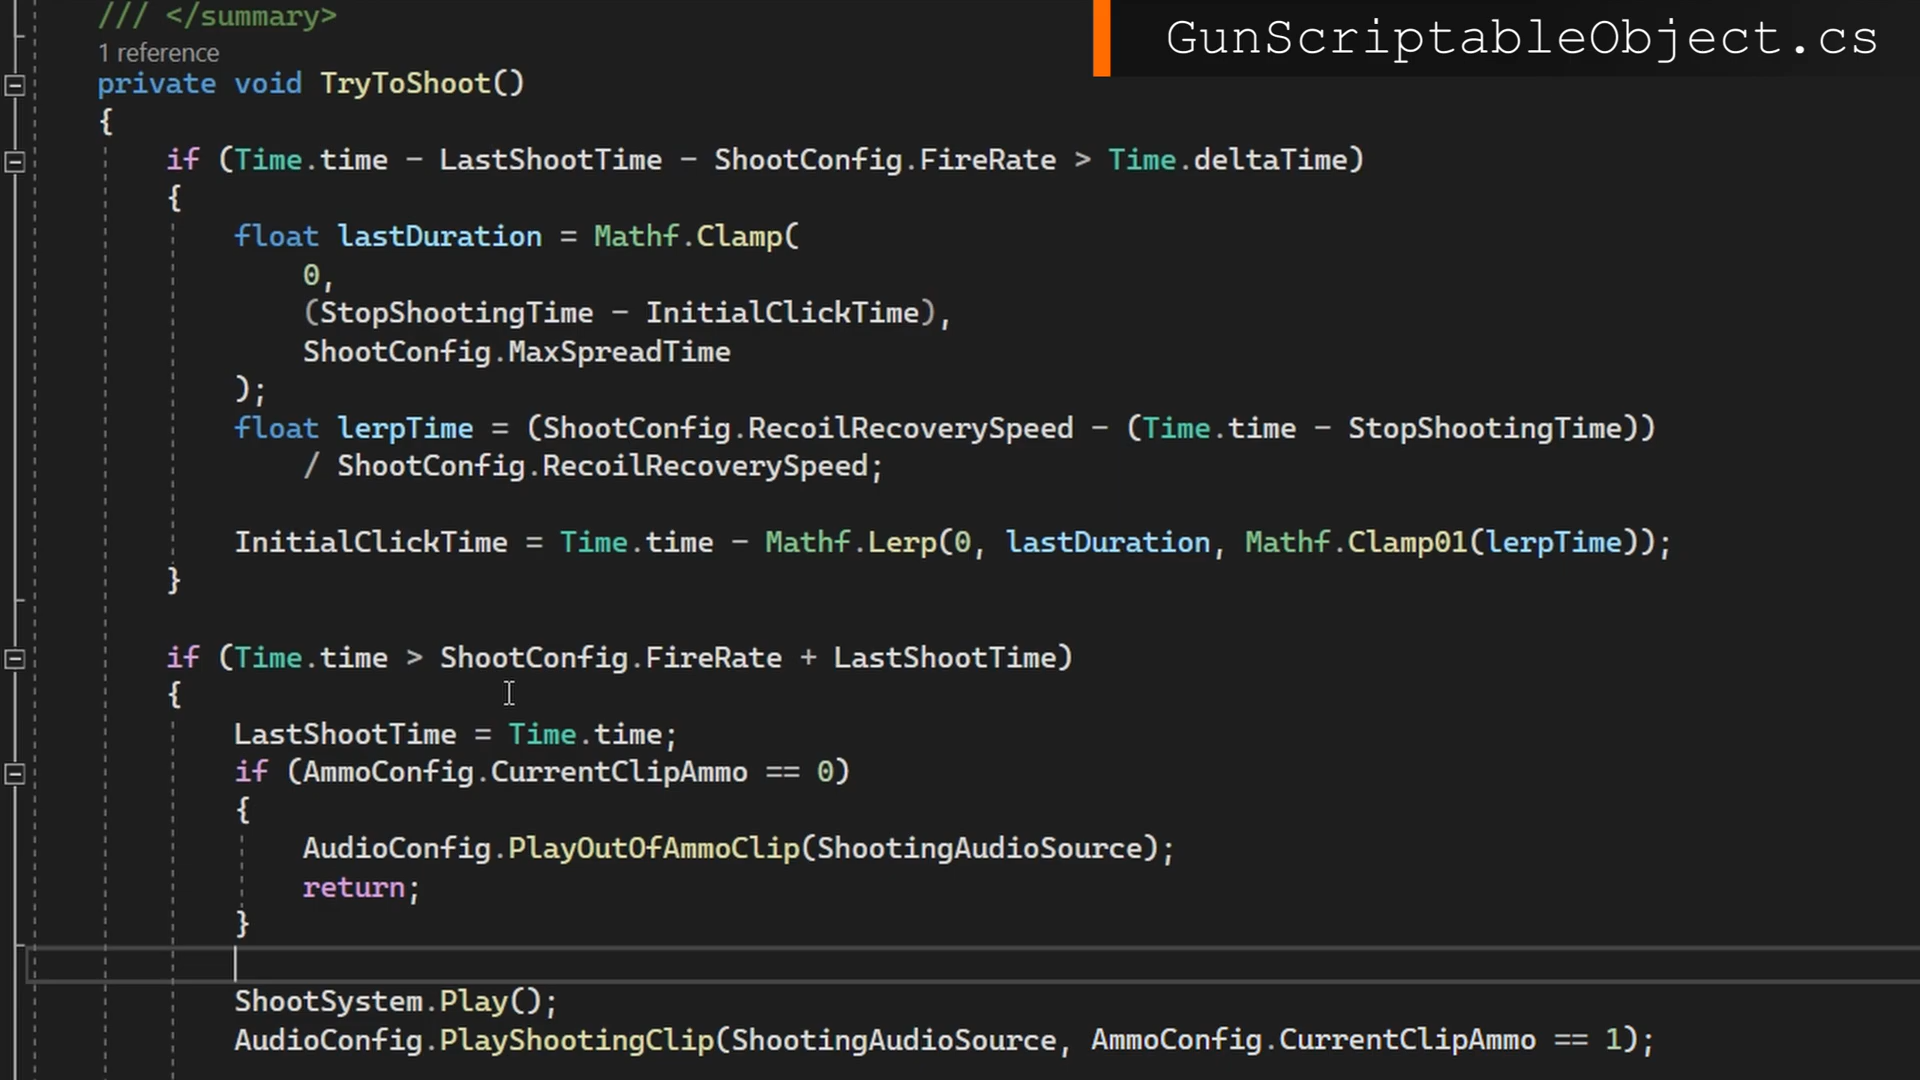 /// </summary>
GunScriptableObject.cs
1 reference
private void TryToShoot()
{
if (Time.time - LastShootTime - ShootConfig.FireRate > Time.deltaTime)
{
float lastDuration = Mathf.Clamp(
0,
(StopShootingTime - InitialClickTime),
ShootConfig.MaxSpreadTime
);
float lerpTime = (ShootConfig.RecoilRecoverySpeed - (Time.time - StopShootingTime))
/ ShootConfig.RecoilRecoverySpeed;
InitialClickTime = Time.time - Mathf.Lerp(0, lastDuration, Mathf.Clamp01(lerpTime));
}
if (Time.time > ShootConfig.FireRate + LastShootTime)
{
LastShootTime = Time.time;
if (AmmoConfig.CurrentClipAmmo == 0)
{
AudioConfig.PlayOutOfAmmoClip(ShootingAudioSource);
return;
}
ShootSystem.Play();
AudioConfig.PlayShootingClip(ShootingAudioSource, AmmoConfig.CurrentClipAmmo == 1);